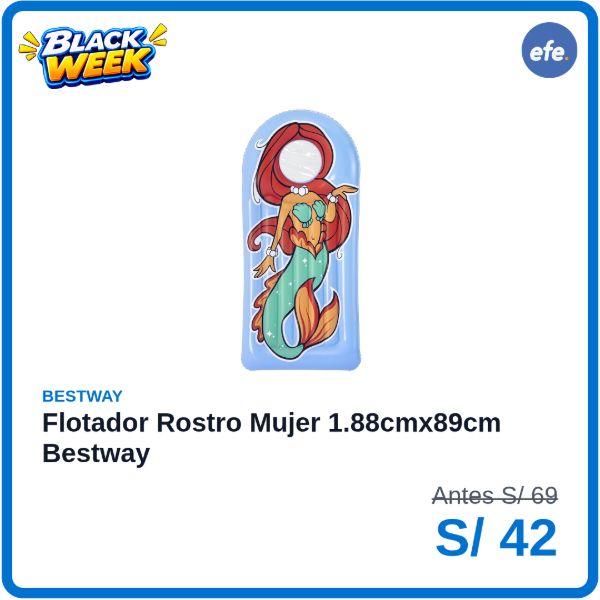 BLACK
WEEK
efe.
BESTWAY
Flotador Rostro Mujer 1.88cmx89cm
Bestway
Antes S/ 69
S/ 42